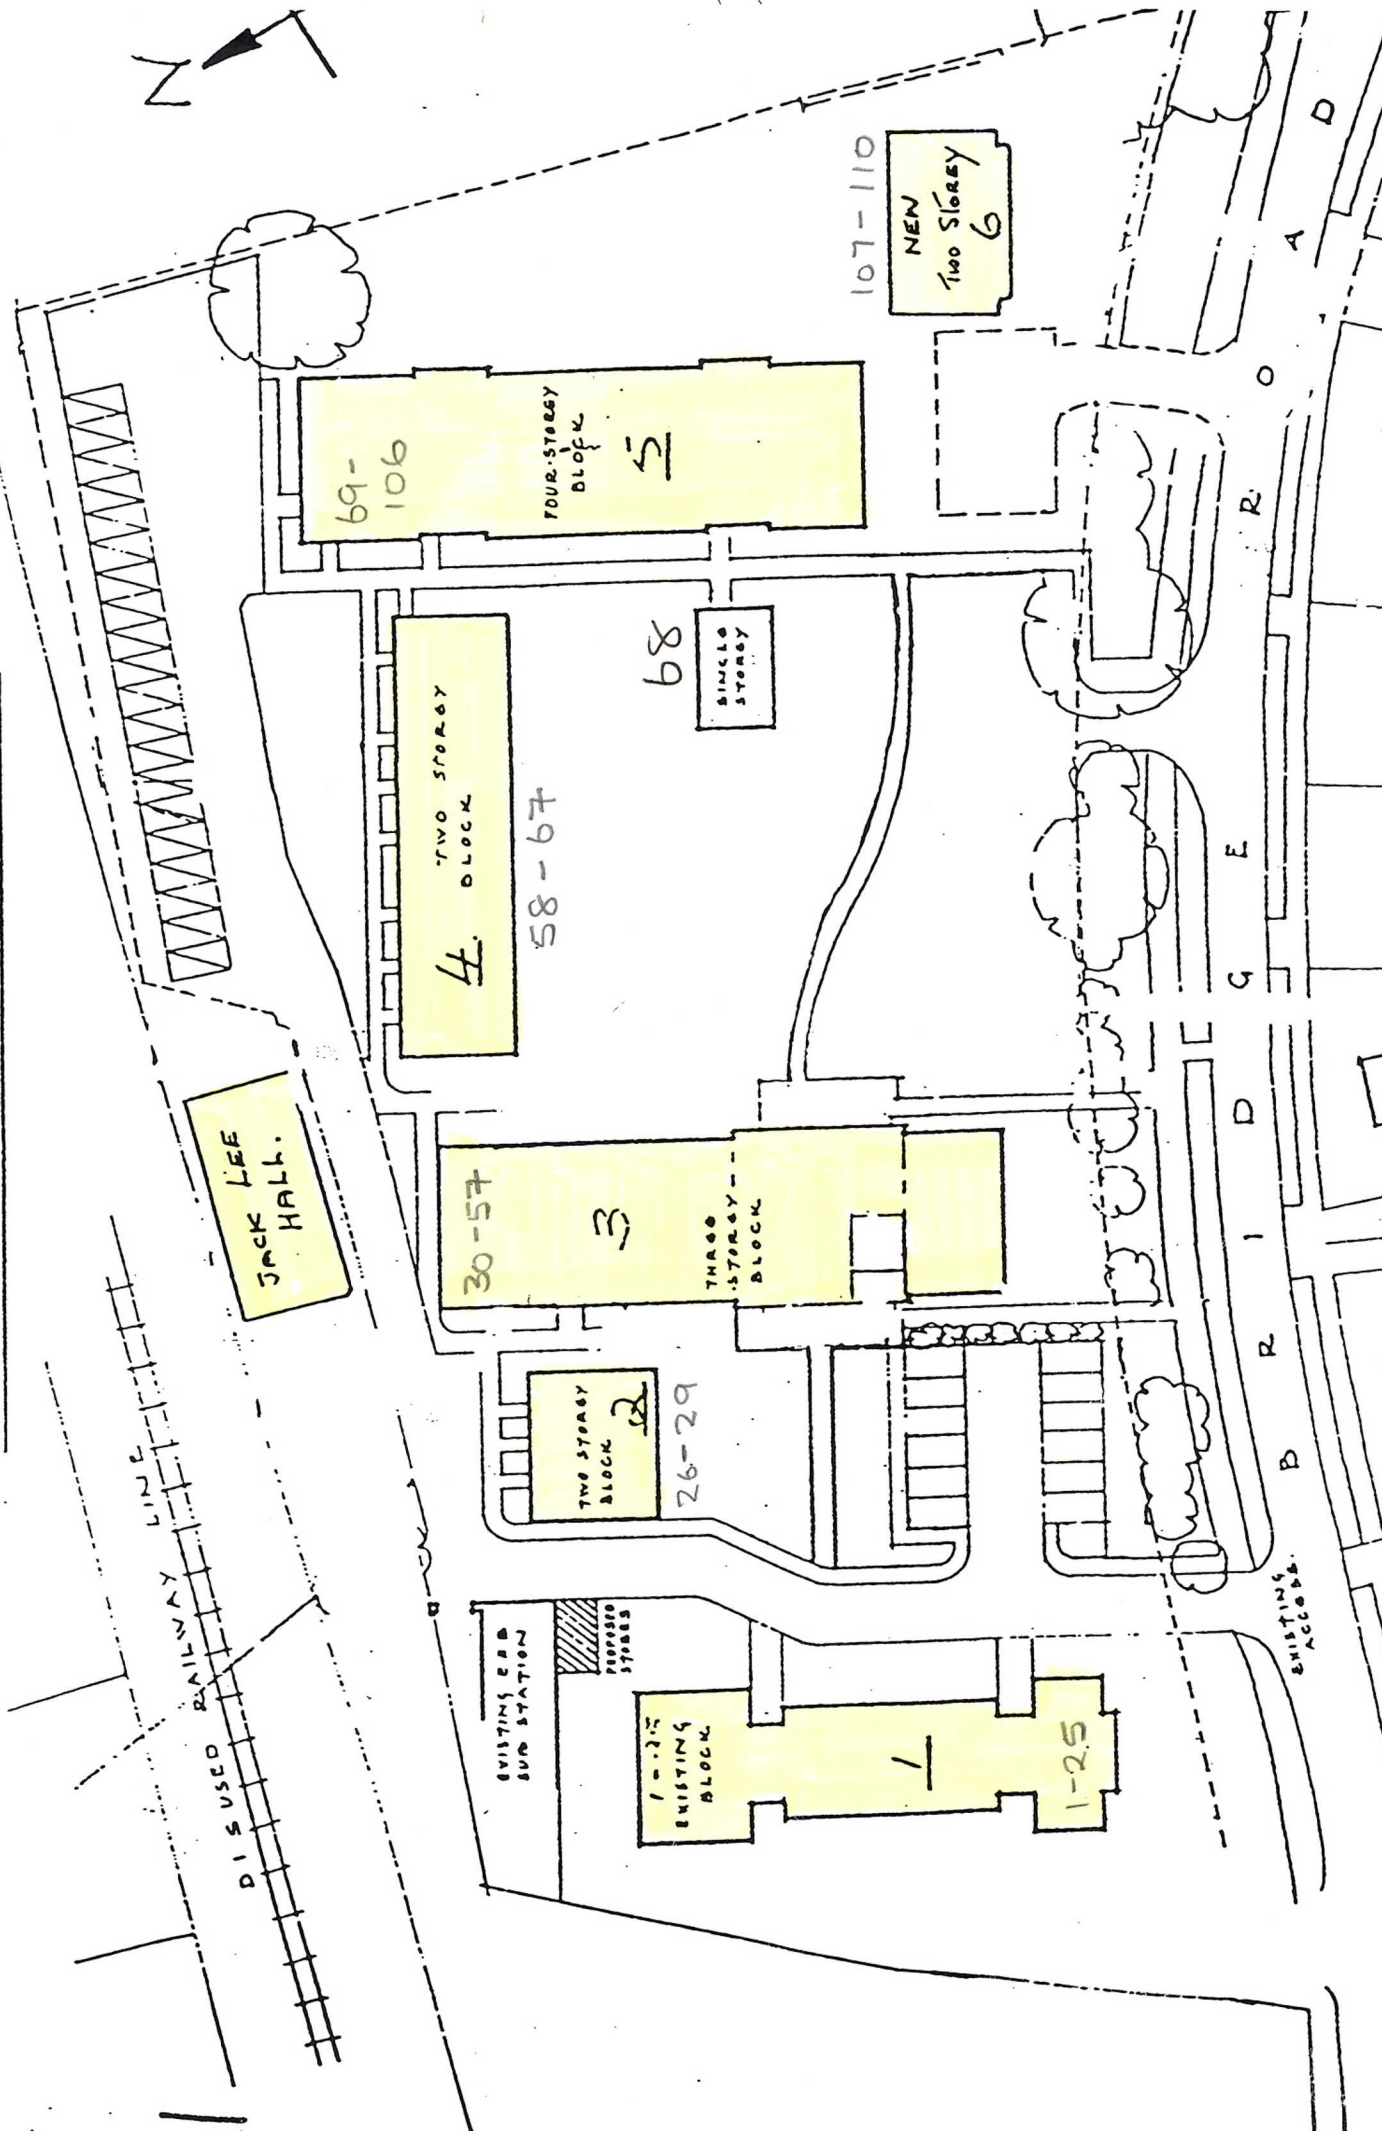 N
107-110
NEW
TWO STOREY
6
69-
106
FOUR·STOREY
BLOCK
5
68
SINGLE
STOREY
TWO STOREY
BLOCK
4.
58-67
JACK LEE
HALL.
30-57
3
THREE
STOREY
BLOCK
TWO STOREY
BLOCK
2
26-29
DISUSED RAILWAY LINE
EXISTING
SUB STATION
PROPOSED
STORES
1-25
EXISTING
BLOCK
1
1-25
EXISTING
ACCESS.
BRIDGE ROAD